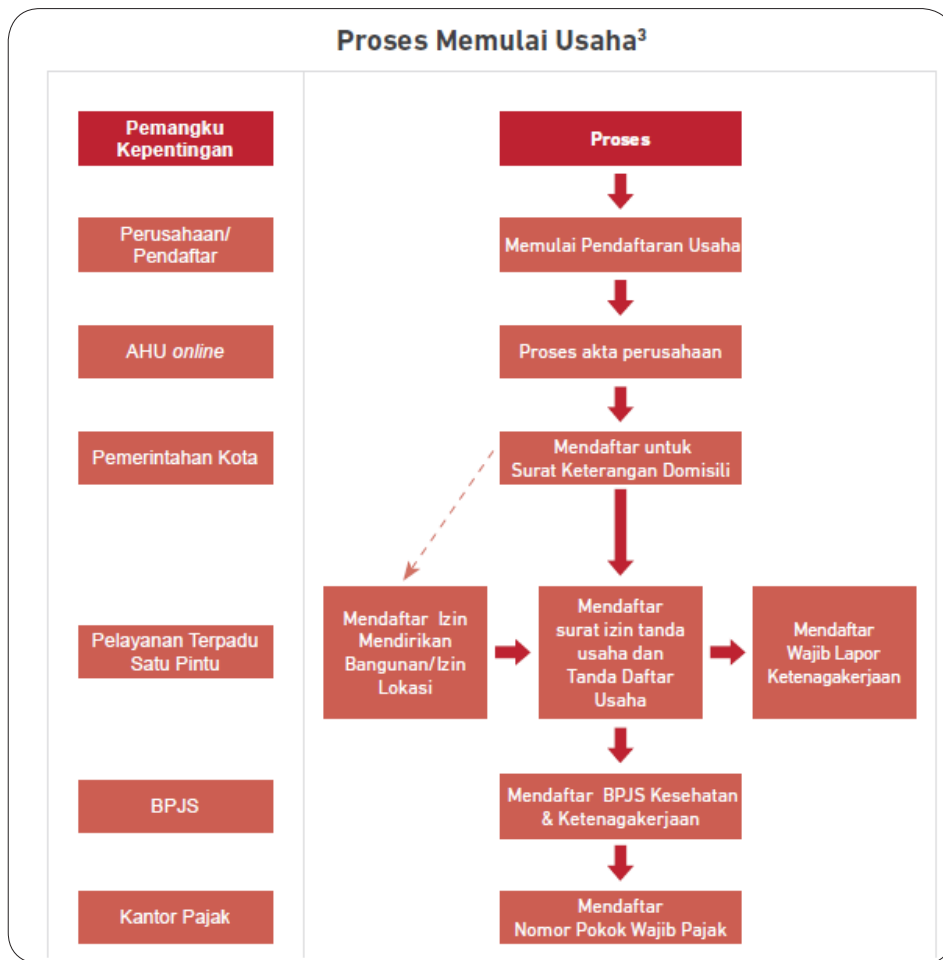 Proses Memulai Usaha³
Pemangku
Kepentingan
Proses
Perusahaan/
Pendaftar
Memulai Pendaftaran Usaha
AHU online
Proses akta perusahaan
Pemerintahan Kota
Mendaftar untuk
Surat Keterangan Domisili
Pelayanan Terpadu
Satu Pintu
Mendaftar Izin
Mendirikan
Bangunan/Izin
Lokasi
Mendaftar
surat izin tanda
usaha dan
Tanda Daftar
Usaha
Mendaftar
Wajib Lapor
Ketenagakerjaan
BPJS
Mendaftar BPJS Kesehatan
& Ketenagakerjaan
Kantor Pajak
Mendaftar
Nomor Pokok Wajib Pajak